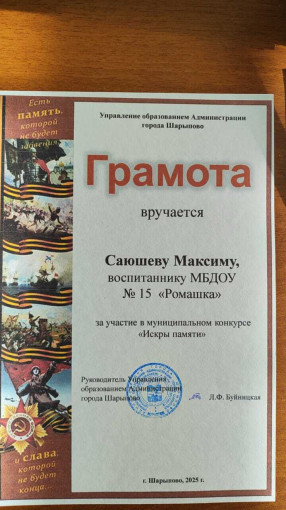 Есть
память,
которой
не будет
забвения
Управление образованием Администрации
города Шарыпово
Грамота
вручается
Саюшеву Максиму,
воспитаннику МБДОУ
№ 15 «Ромашка»
за участие в муниципальном конкурсе
«Искры памяти»
Руководитель Управления
образованием Администрации
города Шарыпово
Л.Ф. Буйницкая
и слава,
которой
не будет
конца...
г. Шарыпово, 2025 г.